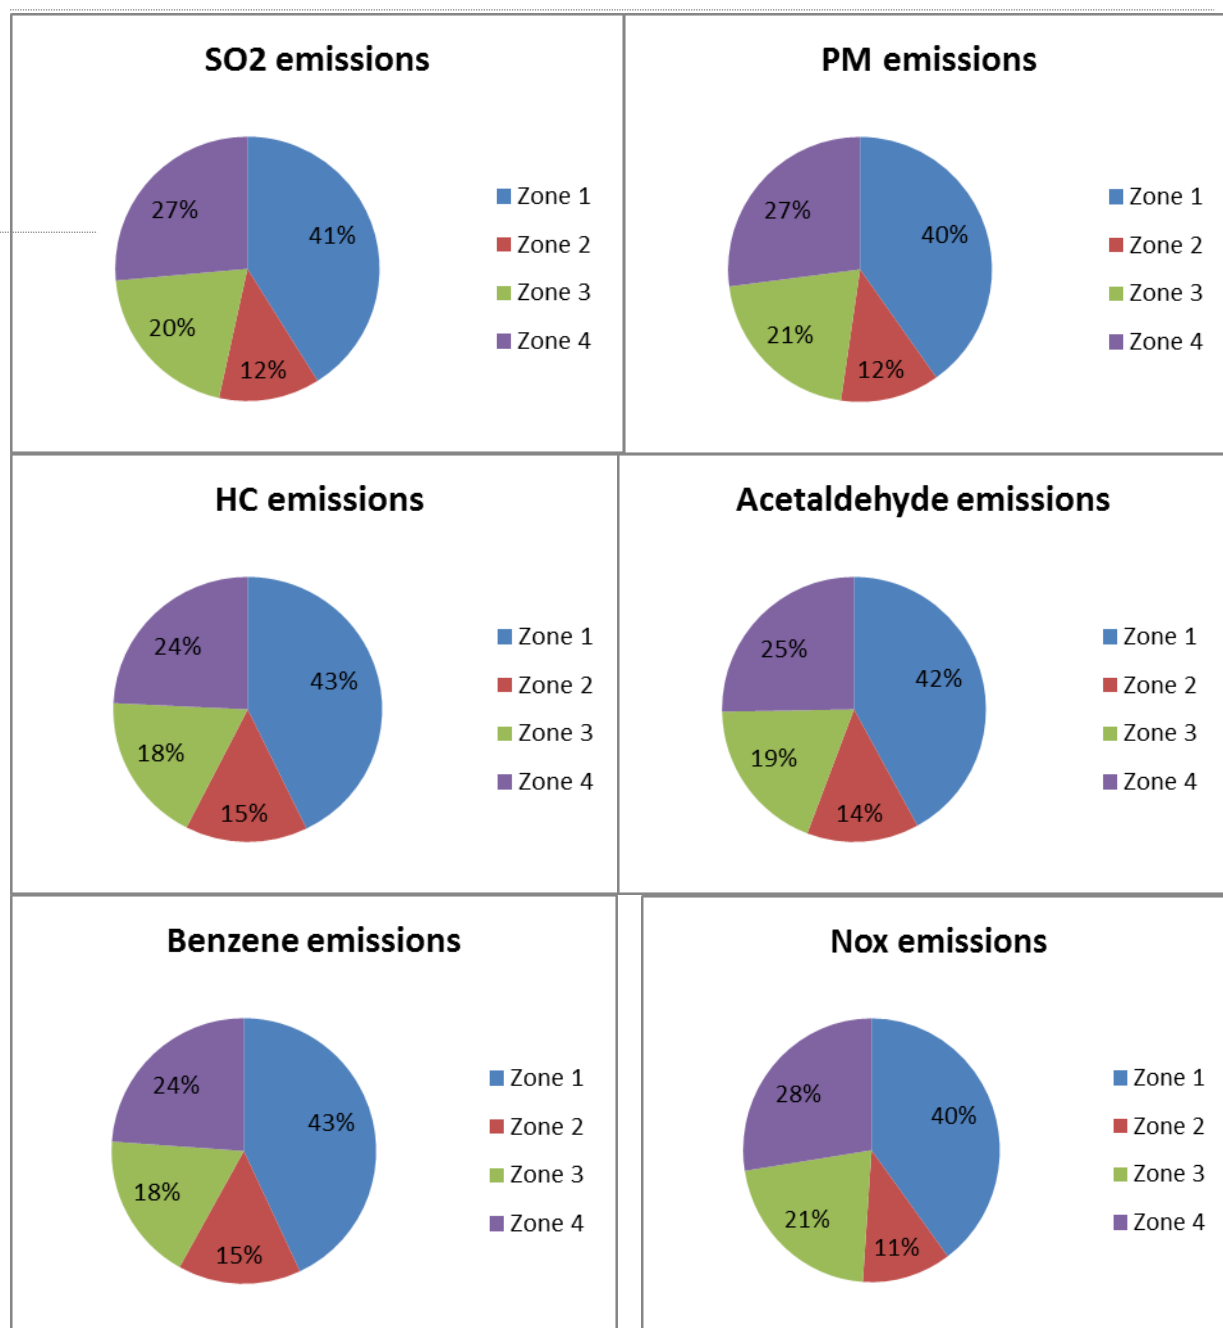 SO2 emissions
27%
41%
20%
12%
Zone 1
Zone 2
Zone 3
Zone 4
PM emissions
27%
40%
21%
12%
Zone 1
Zone 2
Zone 3
Zone 4
HC emissions
24%
43%
18%
15%
Zone 1
Zone 2
Zone 3
Zone 4
Acetaldehyde emissions
25%
42%
19%
14%
Zone 1
Zone 2
Zone 3
Zone 4
Benzene emissions
24%
43%
18%
15%
Zone 1
Zone 2
Zone 3
Zone 4
Nox emissions
28%
40%
21%
11%
Zone 1
Zone 2
Zone 3
Zone 4